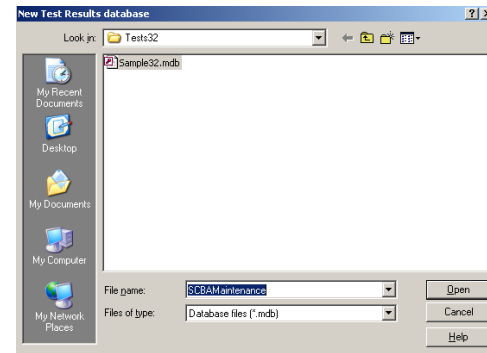 New Test Results database
Look in: Tests32
Sample32.mdb
My Recent
Documents
Desktop
My Documents
My Computer
My Network
Places
File name: SCBAMaintenance Open
Files of type: Database files (*.mdb) Cancel
Help